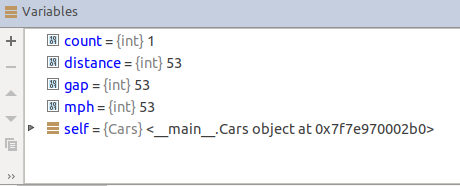 Variables
count = {int} 1
distance = {int} 53
gap = {int} 53
mph = {int} 53
self = {Cars} <__main__.Cars object at 0x7f7e970002b0>